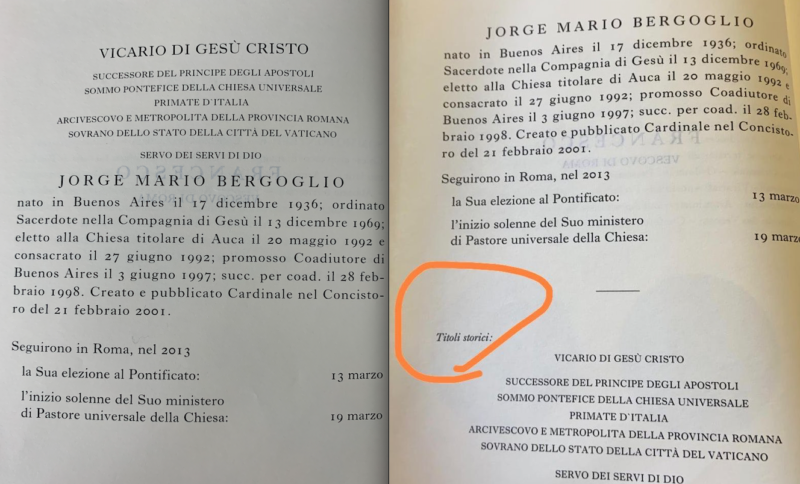 VICARIO DI GESÙ CRISTO
SUCCESSORE DEL PRINCIPE DEGLI APOSTOLI
SOMMO PONTEFICE DELLA CHIESA UNIVERSALE
PRIMATE D'ITALIA
ARCIVESCOVO E METROPOLITA DELLA PROVINCIA ROMANA
SOVRANO DELLO STATO DELLA CITTÀ DEL VATICANO
SERVO DEI SERVI DI DIO
JORGE MARIO BERGOGLIO
nato in Buenos Aires il 17 dicembre 1936; ordinato
Sacerdote nella Compagnia di Gesù il 13 dicembre 1969;
eletto alla Chiesa titolare di Auca il 20 maggio 1992 e
consacrato il 27 giugno 1992; promosso Coadiutore di
Buenos Aires il 3 giugno 1997; succ. per coad. il 28 feb-
braio 1998. Creato e pubblicato Cardinale nel Concisto-
ro del 21 febbraio 2001.
Seguirono in Roma, nel 2013
la Sua elezione al Pontificato: 13 marzo
l'inizio solenne del Suo ministero
di Pastore universale della Chiesa: 19 marzo
JORGE MARIO BERGOGLIO
nato in Buenos Aires il 17 dicembre 1936; ordinato
Sacerdote nella Compagnia di Gesù il 13 dicembre 1969;
eletto alla Chiesa titolare di Auca il 20 maggio 1992 e
consacrato il 27 giugno 1992; promosso Coadiutore di
Buenos Aires il 3 giugno 1997; succ. per coad. il 28 feb-
braio 1998. Creato e pubblicato Cardinale nel Concisto-
ro del 21 febbraio 2001.
FRANCESCO
VESCOVO DI ROMA
Seguirono in Roma, nel 2013
la Sua elezione al Pontificato: 13 marzo
l'inizio solenne del Suo ministero
di Pastore universale della Chiesa: 19 marzo
Titoli storici:
VICARIO DI GESÙ CRISTO
SUCCESSORE DEL PRINCIPE DEGLI APOSTOLI
SOMMO PONTEFICE DELLA CHIESA UNIVERSALE
PRIMATE D'ITALIA
ARCIVESCOVO E METROPOLITA DELLA PROVINCIA ROMANA
SOVRANO DELLO STATO DELLA CITTÀ DEL VATICANO
SERVO DEI SERVI DI DIO